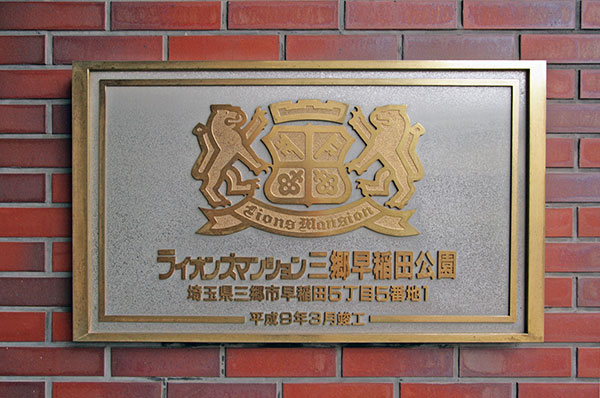 Lions Mansion
ライオンズマンション三郷早稲田公園
埼玉県三郷市早稲田5丁目5番地1
平成9年3月竣工